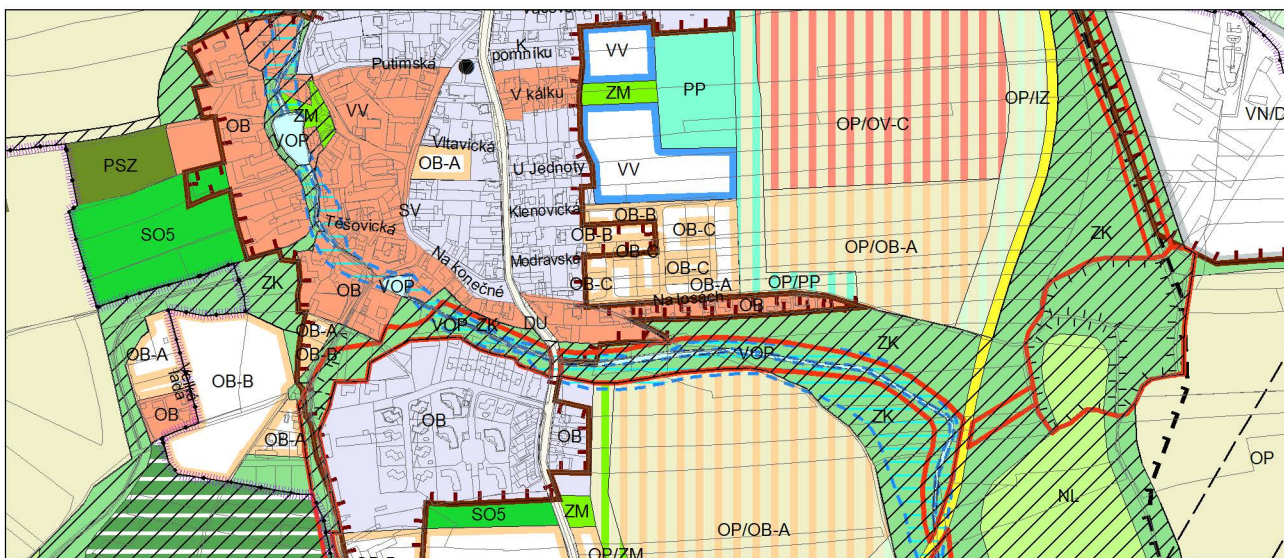 K
pomníku
Putimská
VV
V kálku
ZM
PP
OP/OV-C
OP/IZ
VN/D
OB
ZM
VV
VOP
PSZ
Vltavická
OB-A
U Jednoty
VV
SO5
SV
Těšovická
Klenovická
OB-B
OB-C
OB-B
OB-C
Modravská
OB-C
OP/OB-A
ZK
ZK
Na konečné
OB
VOP
OB-C
OB-A
OP/PP
Na losách
OB
VOP
ZK
DU
VOP
ZK
OB-A
OB-B
OB-A
OB-B
lada
OB
OB-A
OB
OB
ZK
OP
NL
SO5
ZM
OP/OB-A
OP/ZM